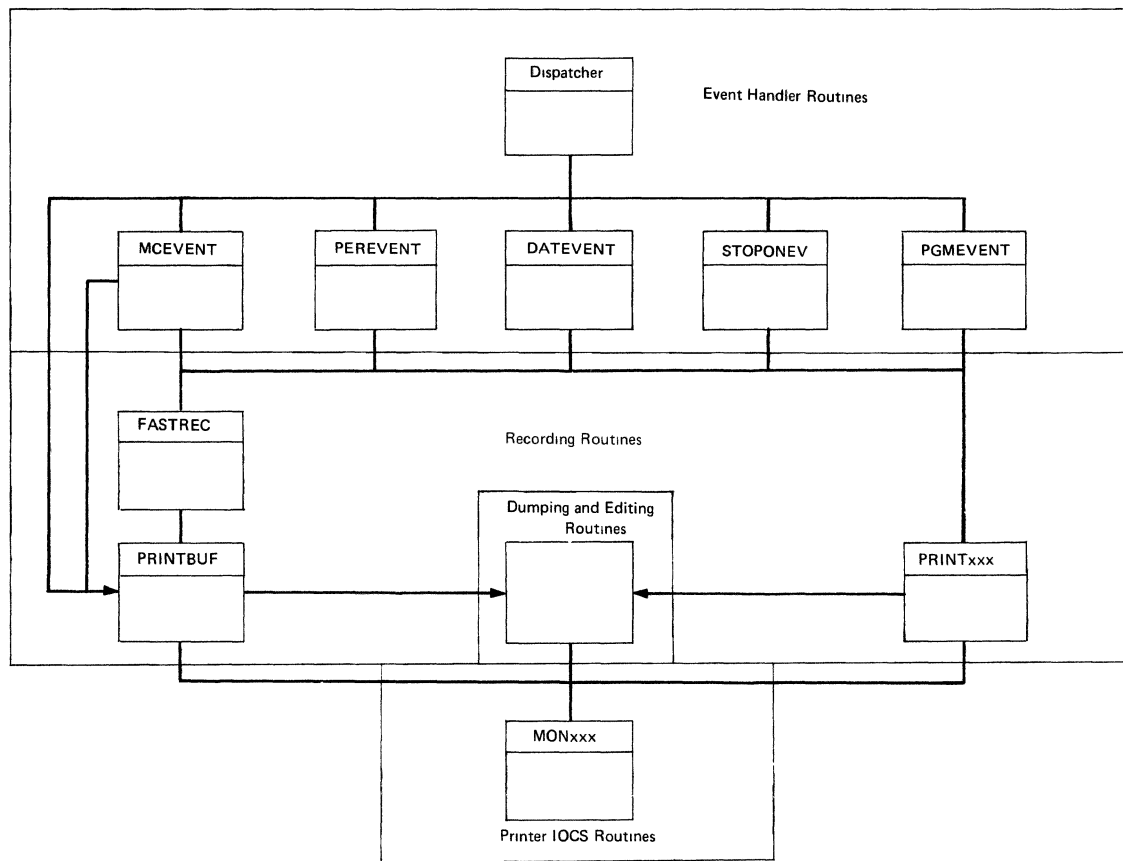 Dispatcher
Event Handler Routines
MCEVENT
PEREVENT
DATEVENT
STOPONEV
PGMEVENT
FASTREC
Recording Routines
Dumping and Editing
Routines
PRINTBUF
PRINTxxx
MONxxx
Printer IOCS Routines